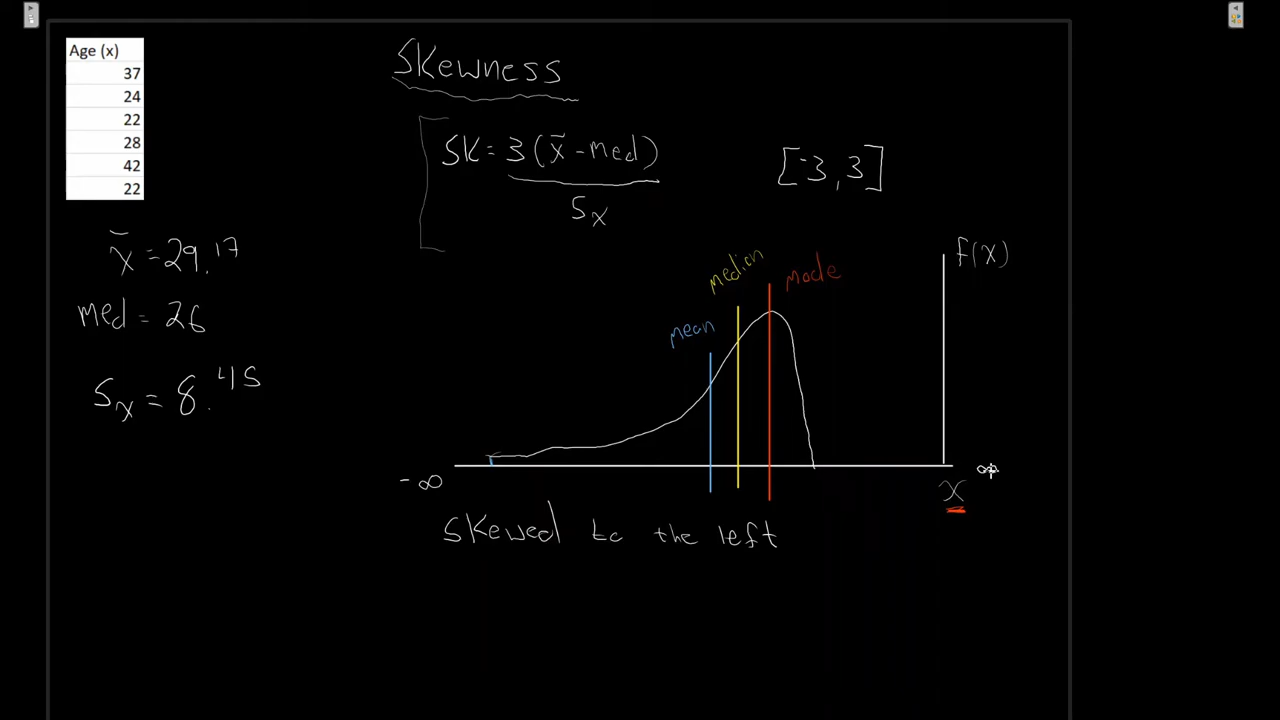 Age (x)
37
24
22
28
42
22
x̄ = 29.17
med = 26
Sx = 8.45
Skewness
SK = 3(x̄ - med)
Sx
[-3, 3]
f(x)
median
mode
mean
-∞
∞
x
Skewed to the left